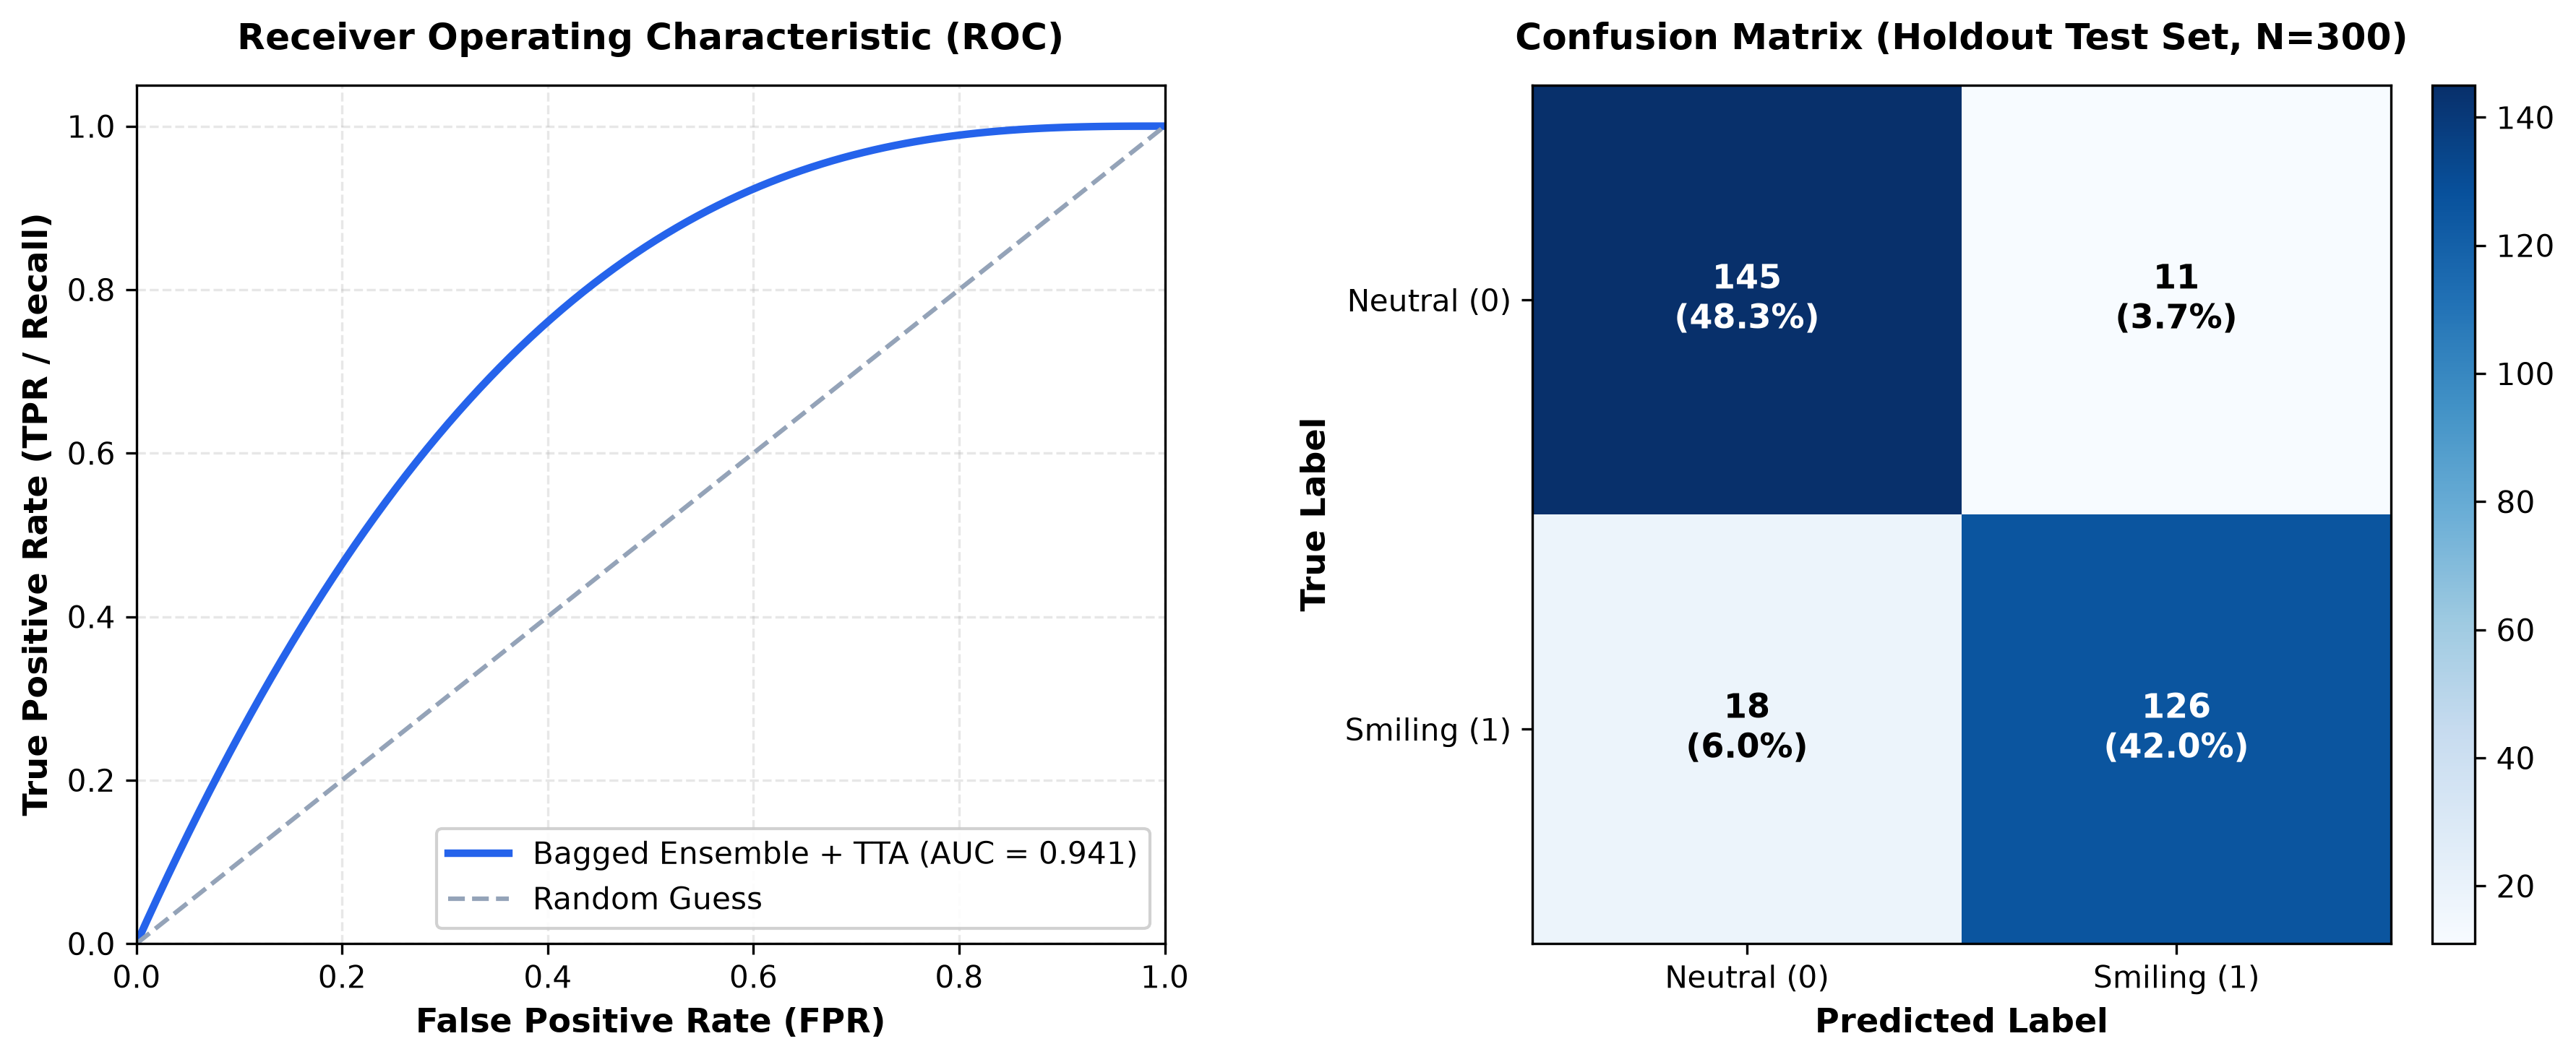 Receiver Operating Characteristic (ROC)
True Positive Rate (TPR / Recall)
1.0
0.8
0.6
0.4
0.2
0.0
0.0 0.2 0.4 0.6 0.8 1.0
False Positive Rate (FPR)
Bagged Ensemble + TTA (AUC = 0.941)
Random Guess
Confusion Matrix (Holdout Test Set, N=300)
True Label
Neutral (0)
Smiling (1)
145
(48.3%)
11
(3.7%)
18
(6.0%)
126
(42.0%)
Neutral (0) Smiling (1)
Predicted Label
140
120
100
80
60
40
20